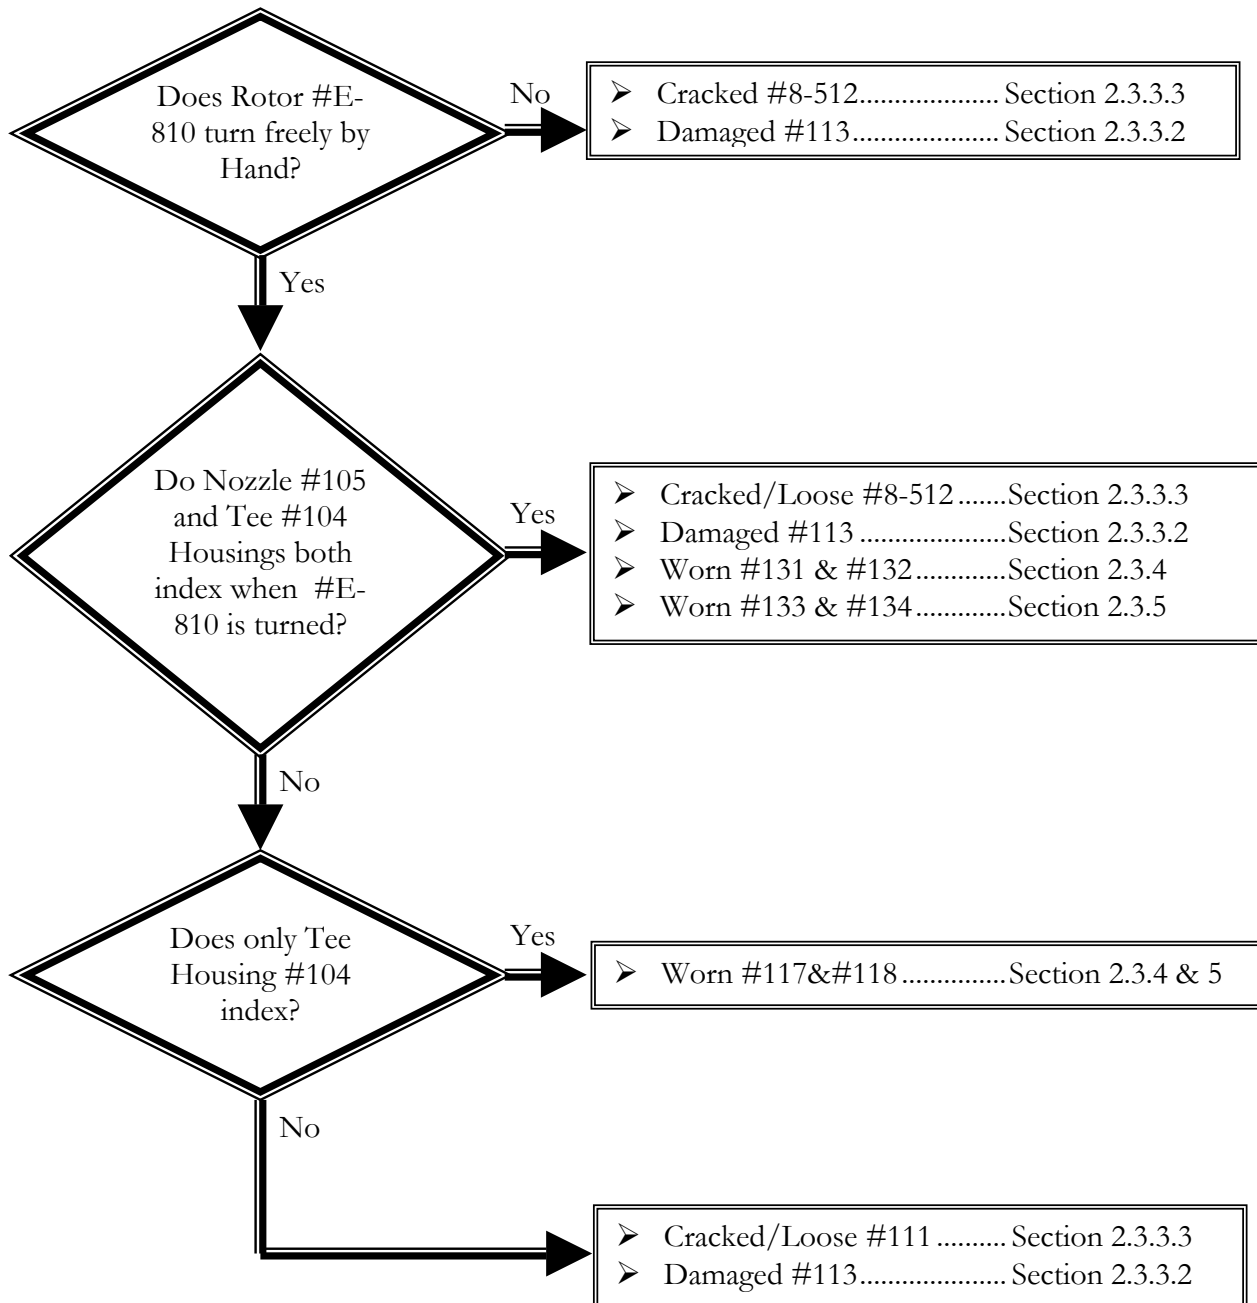 Does Rotor #E-
810 turn freely by
Hand?
No
➢ Cracked #8-512.................... Section 2.3.3.3
➢ Damaged #113..................... Section 2.3.3.2
Yes
Do Nozzle #105
and Tee #104
Housings both
index when #E-
810 is turned?
Yes
➢ Cracked/Loose #8-512 .......Section 2.3.3.3
➢ Damaged #113 .....................Section 2.3.3.2
➢ Worn #131 & #132.............Section 2.3.4
➢ Worn #133 & #134.............Section 2.3.5
No
Does only Tee
Housing #104
index?
Yes
➢ Worn #117&#118 ...............Section 2.3.4 & 5
No
➢ Cracked/Loose #111 .......... Section 2.3.3.3
➢ Damaged #113..................... Section 2.3.3.2